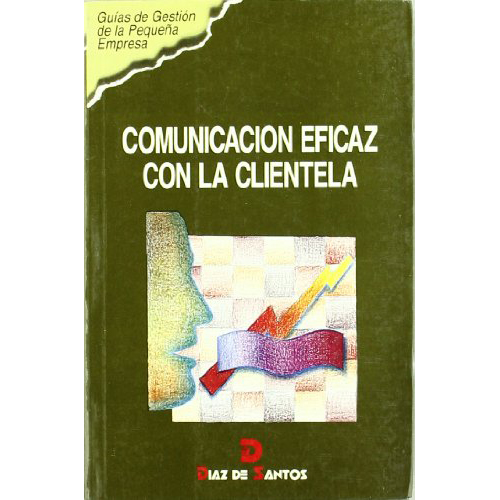 Guías de Gestión
de la Pequeña
Empresa
COMUNICACION EFICAZ
CON LA CLIENTELA
D
DIAZ DE SANTOS